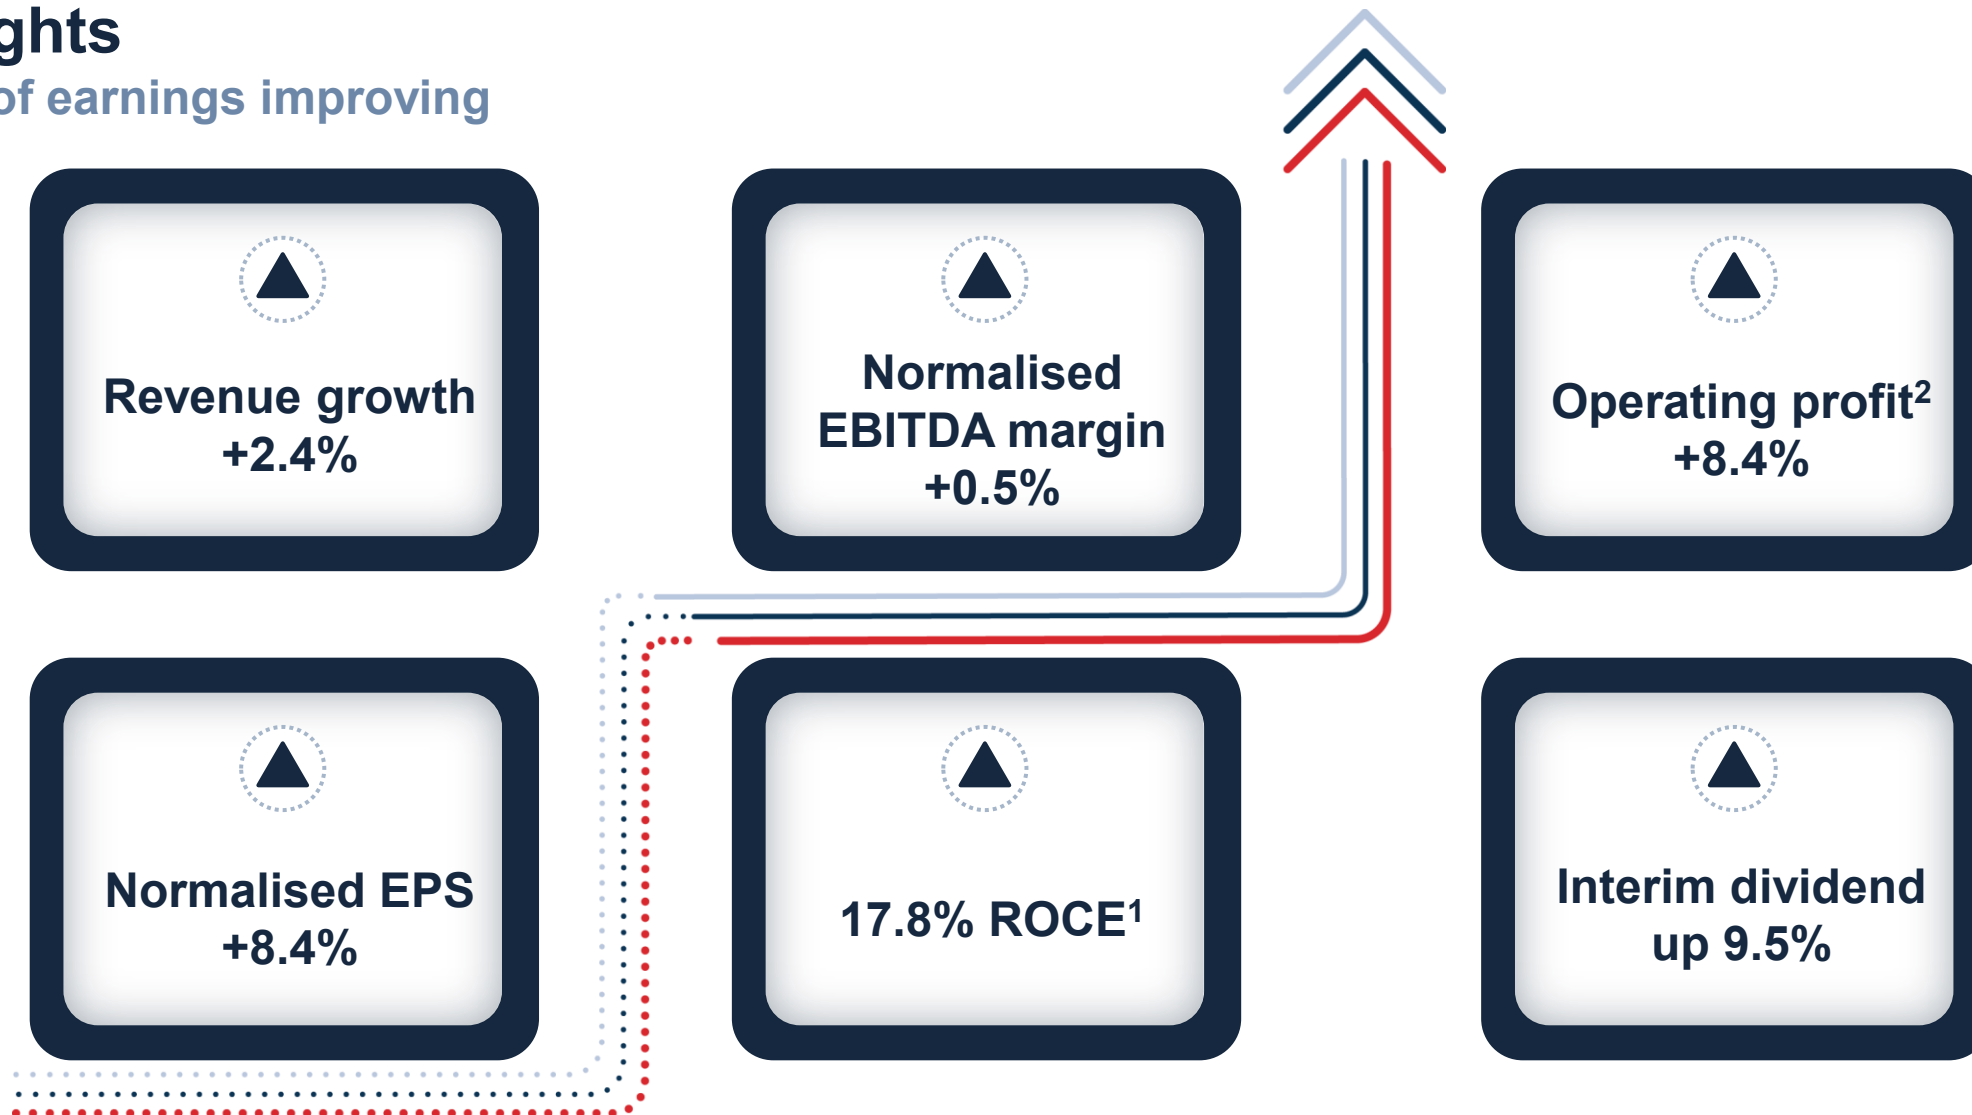 ghts
of earnings improving
Revenue growth
+2.4%
Normalised
EBITDA margin
+0.5%
Operating profit²
+8.4%
Normalised EPS
+8.4%
17.8% ROCE¹
Interim dividend
up 9.5%